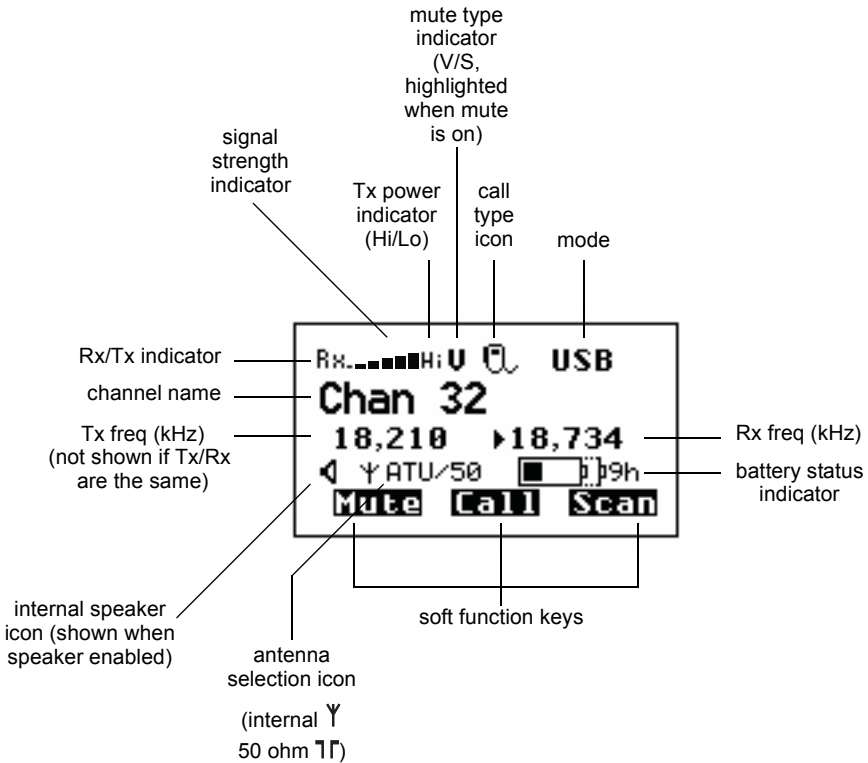 mute type
indicator
(V/S,
highlighted
when mute
is on)
signal
strength
indicator
Tx power
indicator
(Hi/Lo)
call
type
icon
mode
Rx/Tx indicator
channel name
Tx freq (kHz)
(not shown if Tx/Rx
are the same)
Rx Hi V USB
Chan 32
18,210 18,734
ATU/50 9h
Mute Call Scan
Rx freq (kHz)
battery status
indicator
internal speaker
icon (shown when
speaker enabled)
soft function keys
antenna
selection icon
(internal
50 ohm )